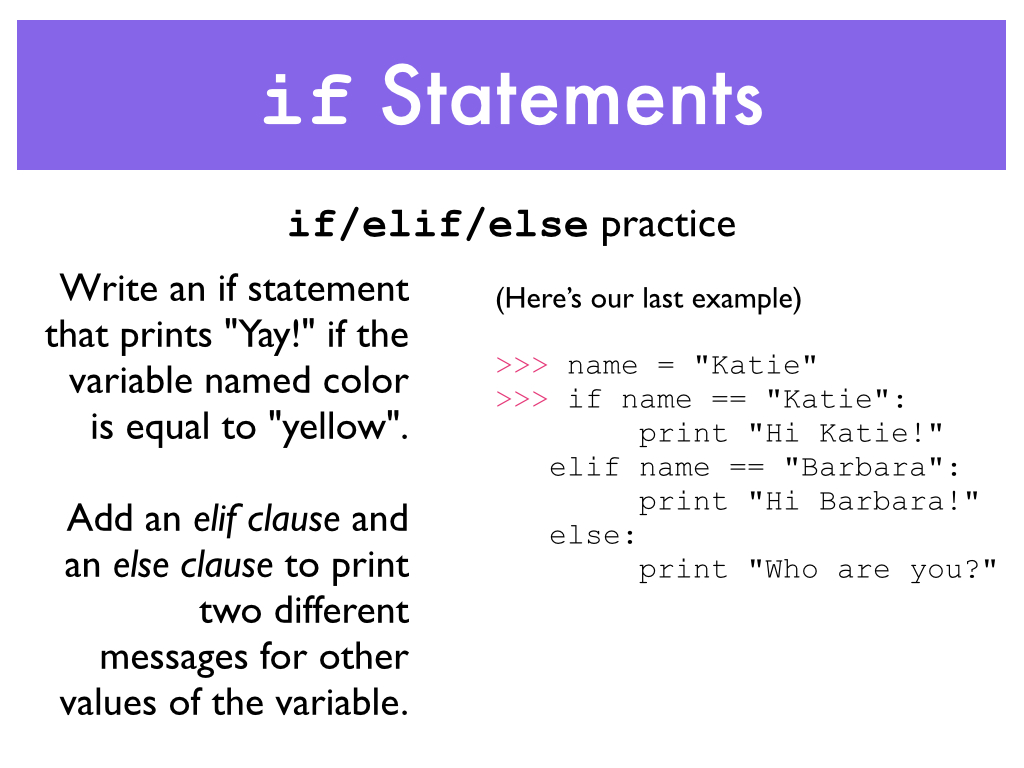 if Statements
if/elif/else practice
Write an if statement
that prints "Yay!" if the
variable named color
is equal to "yellow".
Add an elif clause and
an else clause to print
two different
messages for other
values of the variable.
(Here’s our last example)
>>> name = "Katie"
>>> if name == "Katie":
        print "Hi Katie!"
   elif name == "Barbara":
        print "Hi Barbara!"
   else:
        print "Who are you?"